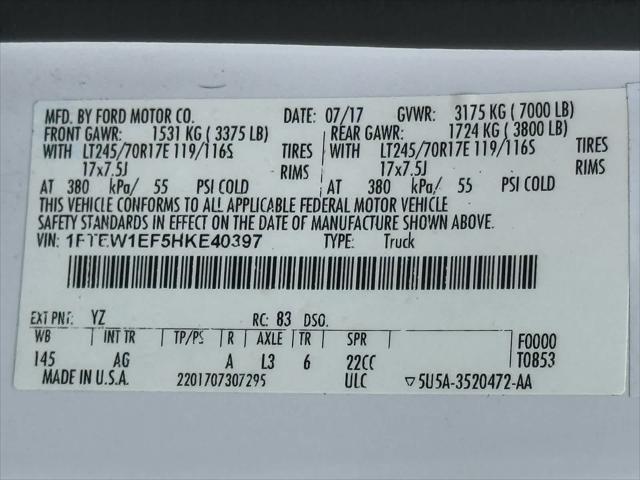 MFD. BY FORD MOTOR CO. DATE: 07/17 GVWR: 3175 KG ( 7000 LB)
FRONT GAWR: 1531 KG ( 3375 LB) REAR GAWR: 1724 KG ( 3800 LB)
WITH LT245/70R17E 119/116S TIRES WITH LT245/70R17E 119/116S TIRES
17x7.5J RIMS 17x7.5J RIMS
AT 380 kPa/ 55 PSI COLD AT 380 kPa/ 55 PSI COLD
THIS VEHICLE CONFORMS TO ALL APPLICABLE FEDERAL MOTOR VEHICLE
SAFETY STANDARDS IN EFFECT ON THE DATE OF MANUFACTURE SHOWN ABOVE.
VIN: 1FTEW1EF5HKE40397 TYPE: Truck
EXT PNT: YZ RC: 83 DSO:
WB INT TR TP/PS R AXLE TR SPR F0000
145 AG A L3 6 22CC T0853
MADE IN U.S.A. 2201707307295 ULC ▽5U5A-3520472-AA